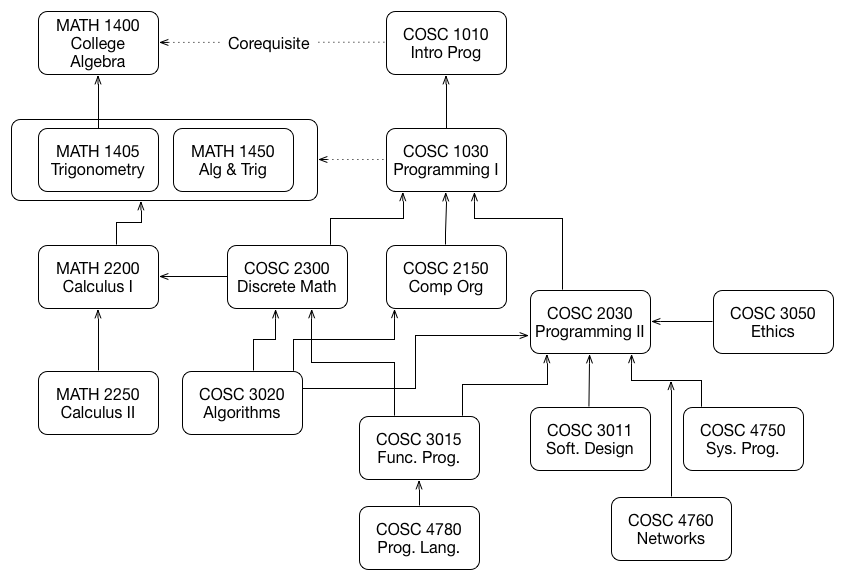 MATH 1400
College
Algebra
Corequisite
COSC 1010
Intro Prog
MATH 1405
Trigonometry
MATH 1450
Alg & Trig
COSC 1030
Programming I
MATH 2200
Calculus I
COSC 2300
Discrete Math
COSC 2150
Comp Org
COSC 2030
Programming II
COSC 3050
Ethics
MATH 2250
Calculus II
COSC 3020
Algorithms
COSC 3015
Func. Prog.
COSC 3011
Soft. Design
COSC 4750
Sys. Prog.
COSC 4780
Prog. Lang.
COSC 4760
Networks